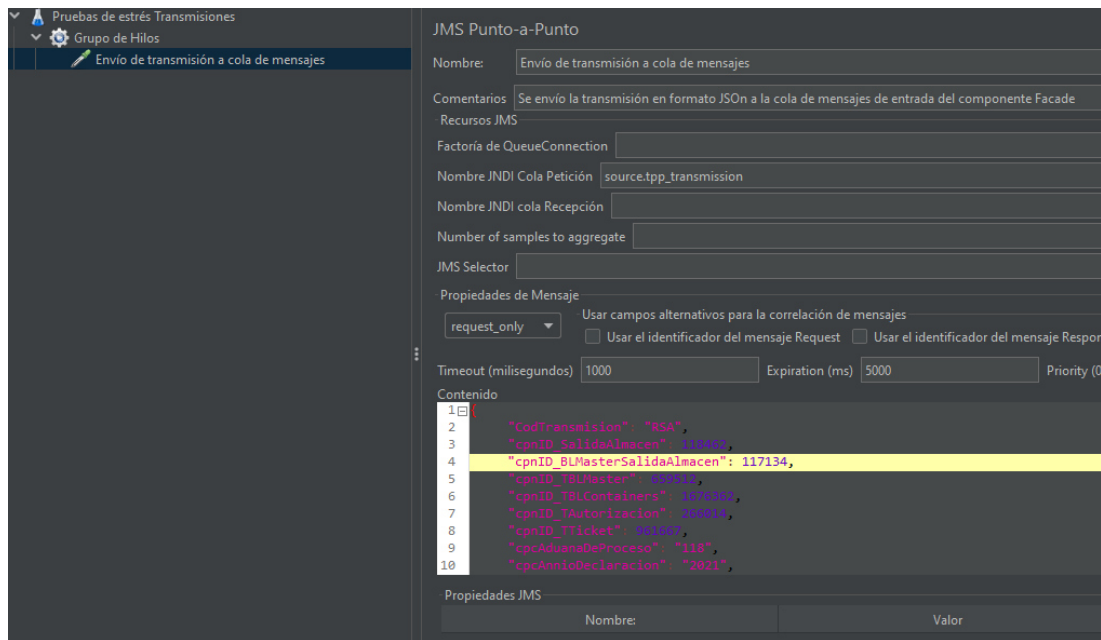 Pruebas de estrés Transmisiones
Grupo de Hilos
Envío de transmisión a cola de mensajes
JMS Punto-a-Punto
Nombre: Envío de transmisión a cola de mensajes
Comentarios Se envío la transmisión en formato JSOn a la cola de mensajes de entrada del componente Facade
Recursos JMS
Factoría de QueueConnection
Nombre JNDI Cola Petición source.tpp_transmission
Nombre JNDI cola Recepción
Number of samples to aggregate
JMS Selector
Propiedades de Mensaje
Usar campos alternativos para la correlación de mensajes
request_only Usar el identificador del mensaje Request Usar el identificador del mensaje Respor
Timeout (milisegundos) 1000 Expiration (ms) 5000 Priority (0
Contenido
1 {
2 "CodTransmision": "RSA",
3 "cpnID_SalidaAlmacen": 118462,
4 "cpnID_BLMasterSalidaAlmacen": 117134,
5 "cpnID_TBLMaster": 659512,
6 "cpnID_TBLContainers": 1676362,
7 "cpnID_TAutorizacion": 266014,
8 "cpnID_TTicket": 961667,
9 "cpcAduanaDeProceso": "118",
10 "cpcAnnioDeclaracion": "2021",
Propiedades JMS
Nombre: Valor